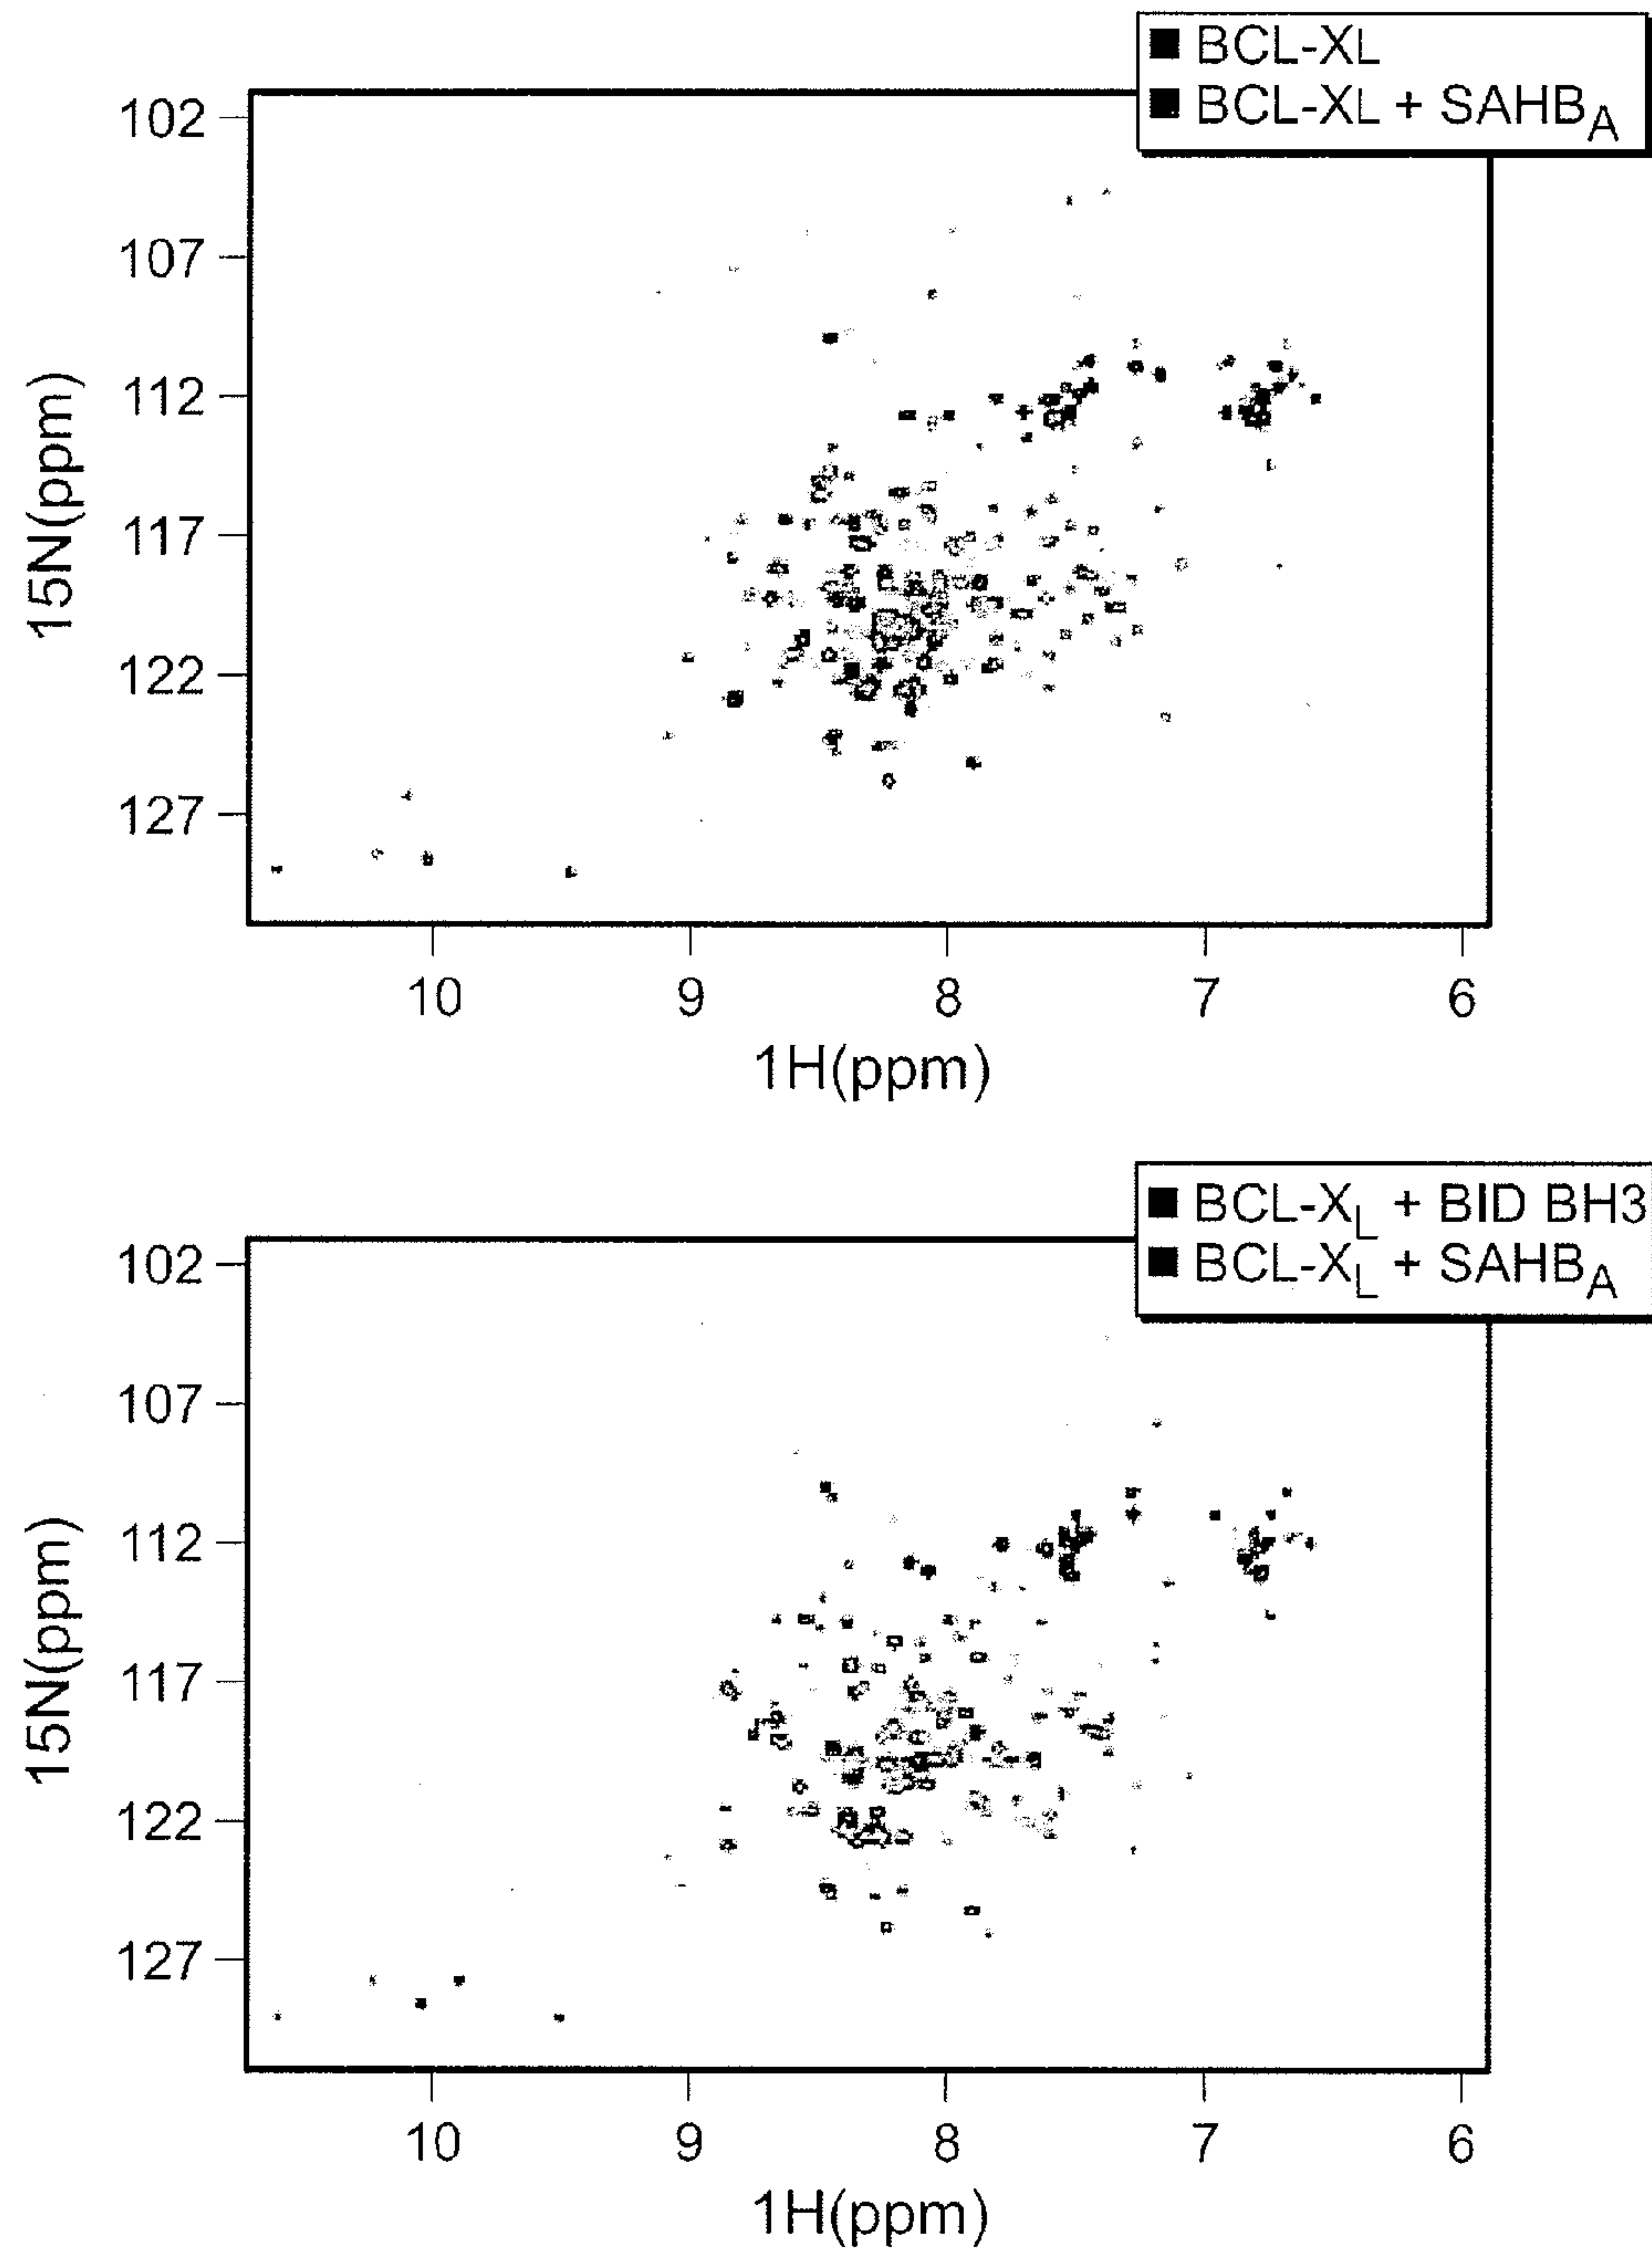 BCL-XL
BCL-XL + SAHBA
102
107
112
117
122
127
15N(ppm)
10 9 8 7 6
1H(ppm)
BCL-XL + BID BH3
BCL-XL + SAHBA
102
107
112
117
122
127
15N(ppm)
10 9 8 7 6
1H(ppm)